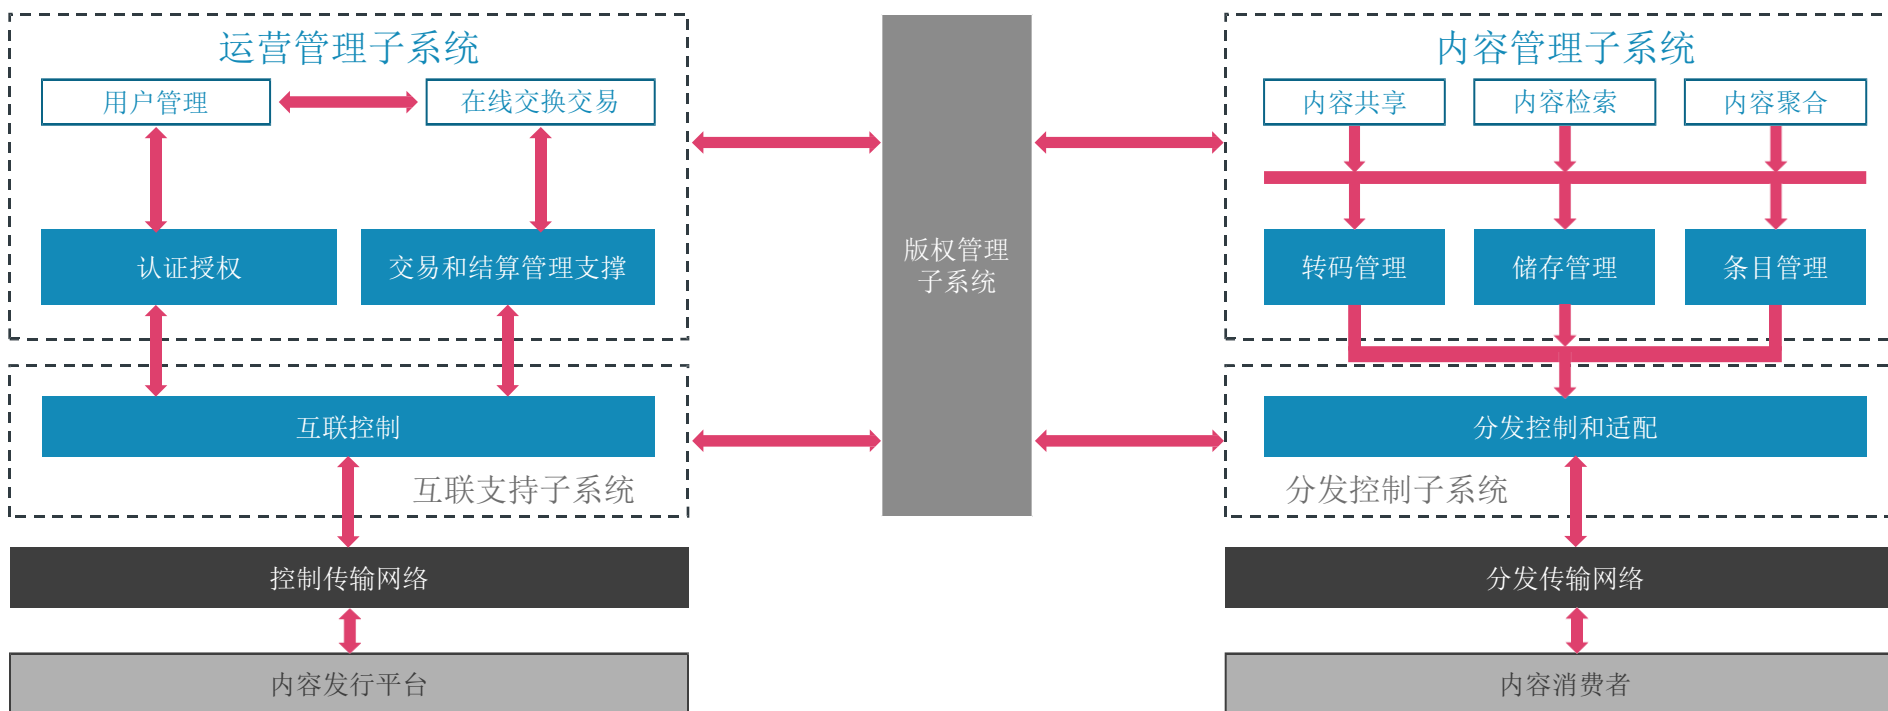 运营管理子系统
用户管理
在线交换交易
认证授权
交易和结算管理支撑
互联控制
互联支持子系统
控制传输网络
内容发行平台
版权管理
子系统
内容管理子系统
内容共享
内容检索
内容聚合
转码管理
储存管理
条目管理
分发控制和适配
分发控制子系统
分发传输网络
内容消费者